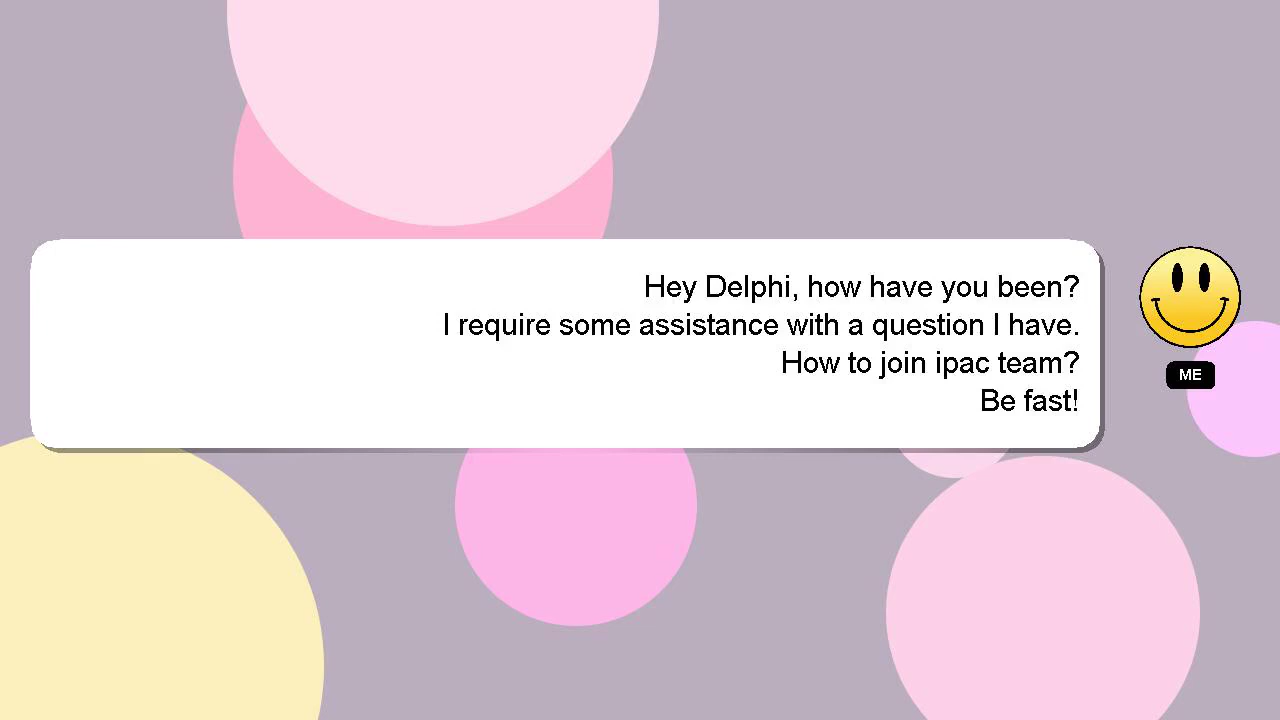 Hey Delphi, how have you been?
I require some assistance with a question I have.
How to join ipac team?
Be fast!
ME